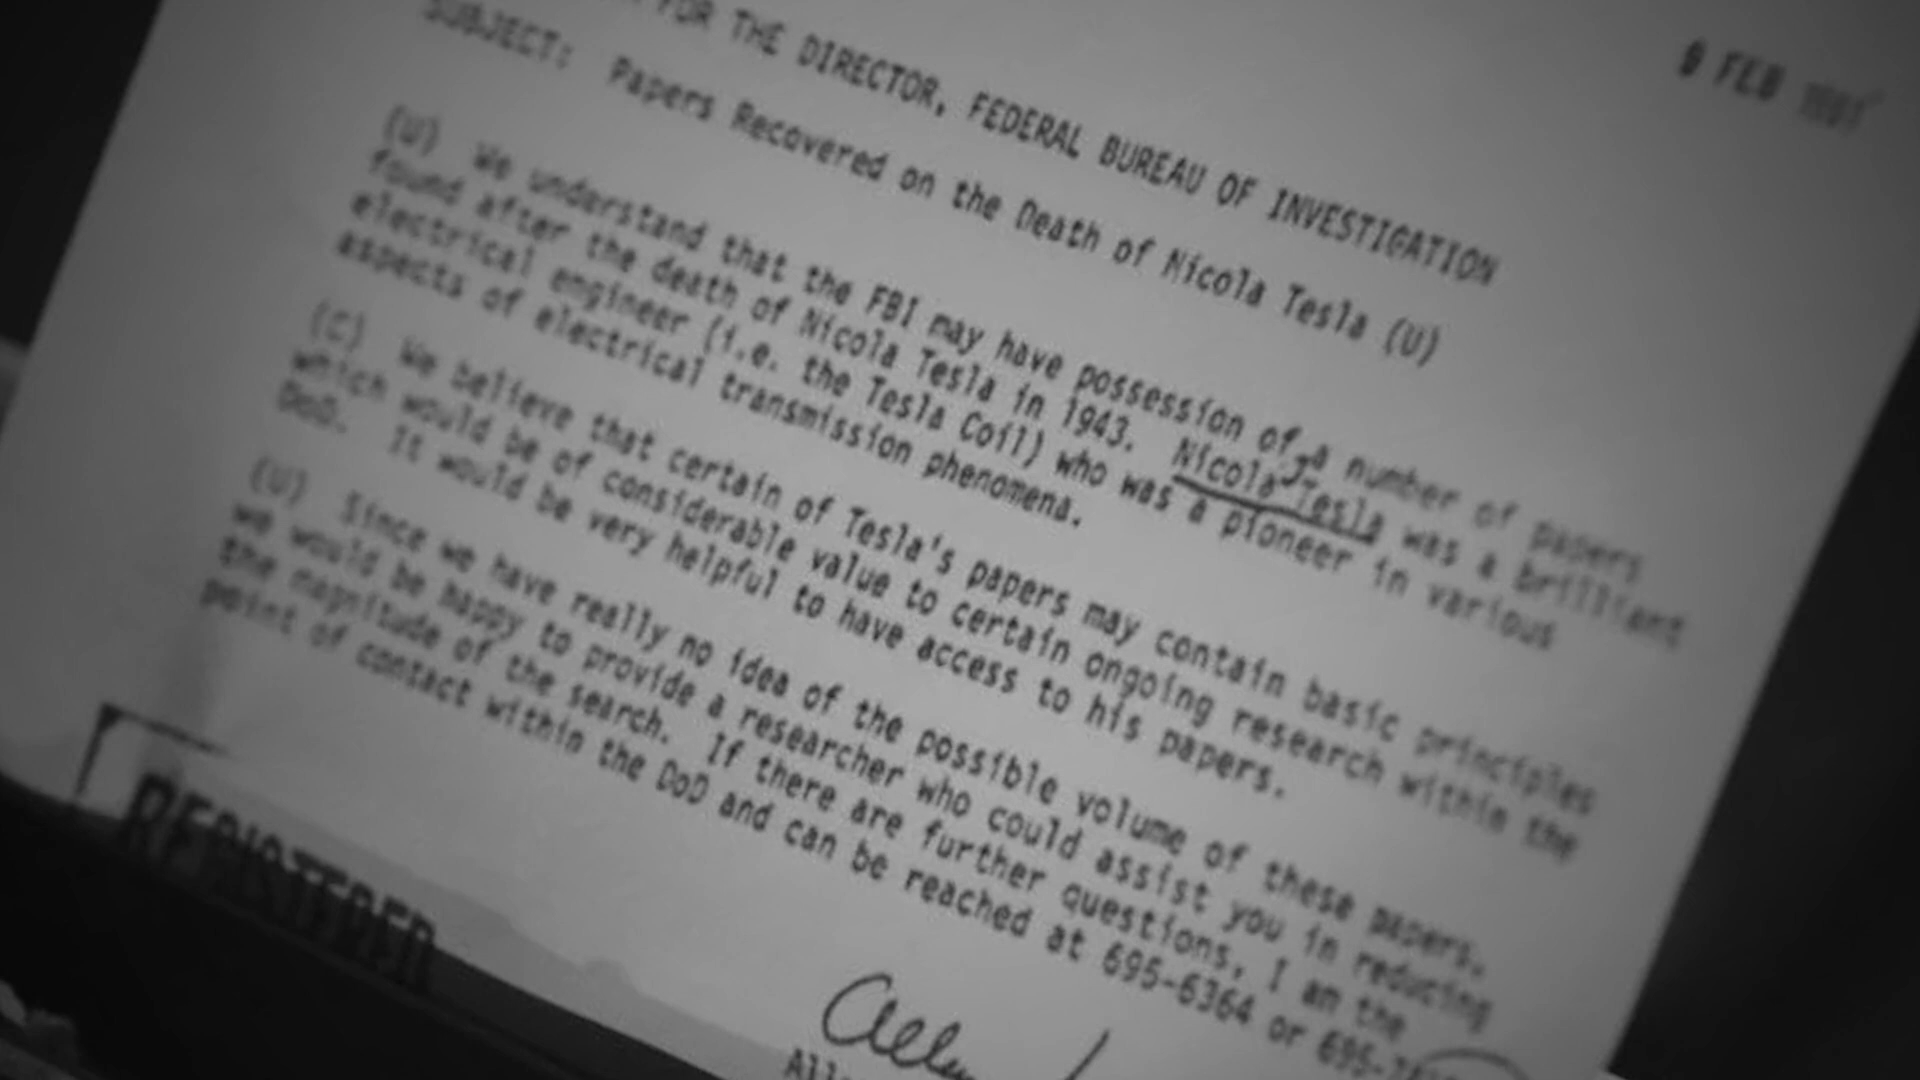 FOR THE DIRECTOR, FEDERAL BUREAU OF INVESTIGATION
SUBJECT: Papers Recovered on the Death of Nicola Tesla (U)
(U) We understand that the FBI may have possession of a number of papers
found after the death of Nicola Tesla in 1943. Nicola Tesla was a brilliant
electrical engineer (i.e. the Tesla Coil) who was a pioneer in various
aspects of electrical transmission phenomena.
(C) We believe that certain of Tesla's papers may contain basic principles
which would be of considerable value to certain ongoing research within the
DoD. It would be very helpful to have access to his papers.
(U) Since we have really no idea of the possible volume of these papers,
we would be happy to provide a researcher who could assist you in reducing
the magnitude of the search. If there are further questions, I am the
point of contact within the DoD and can be reached at 695-6364 or
REGISTERED
FEB